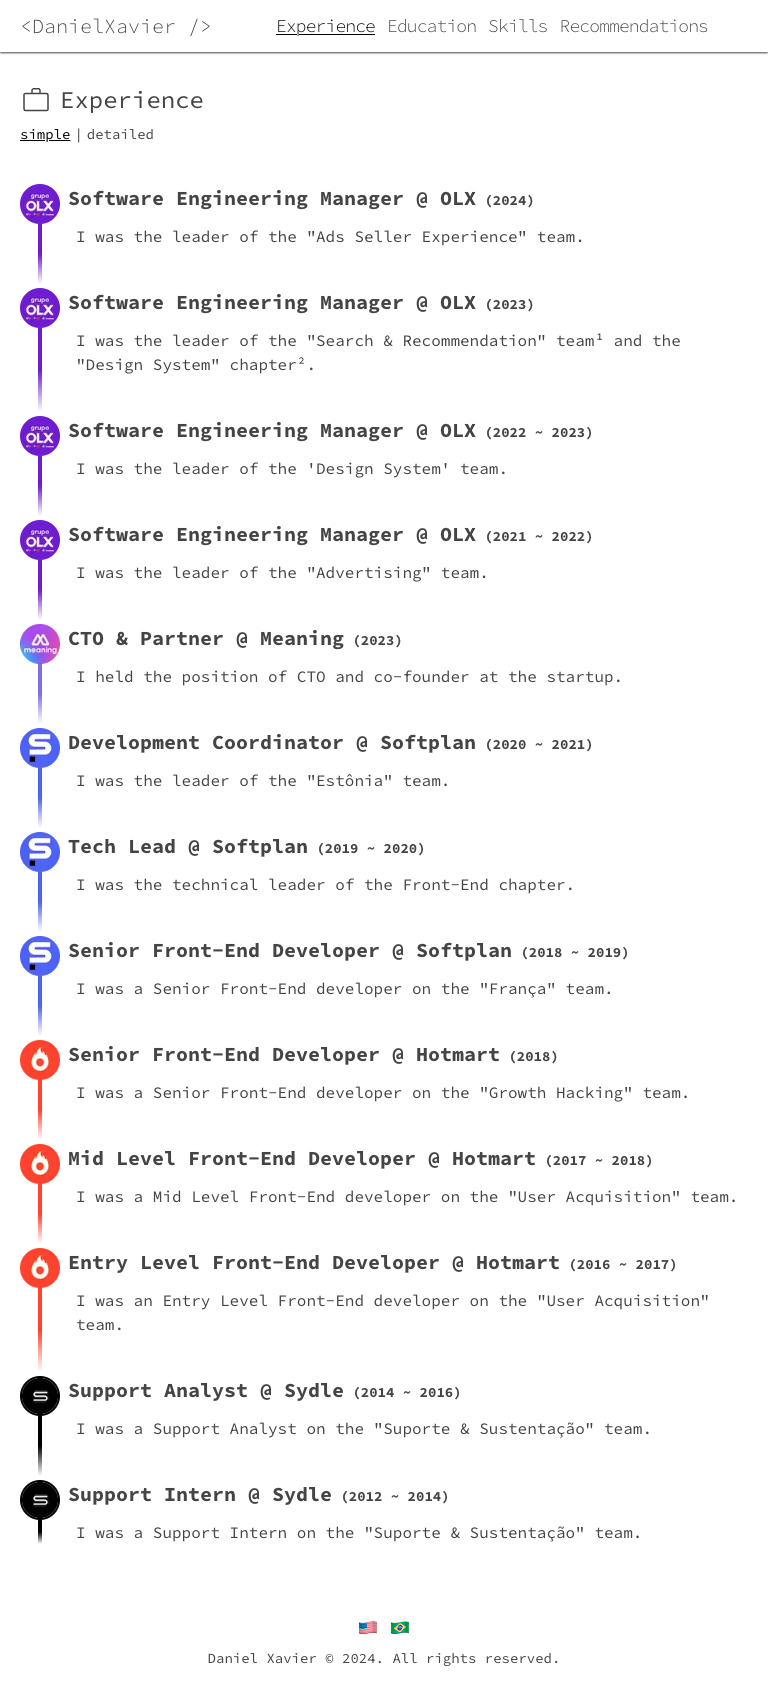 <DanielXavier />
Experience Education Skills Recommendations
Experience
simple | detailed
grupo
OLX
Software Engineering Manager @ OLX (2024)
I was the leader of the "Ads Seller Experience" team.
grupo
OLX
Software Engineering Manager @ OLX (2023)
I was the leader of the "Search & Recommendation" team¹ and the
"Design System" chapter².
grupo
OLX
Software Engineering Manager @ OLX (2022 ~ 2023)
I was the leader of the 'Design System' team.
grupo
OLX
Software Engineering Manager @ OLX (2021 ~ 2022)
I was the leader of the "Advertising" team.
meaning
CTO & Partner @ Meaning (2023)
I held the position of CTO and co-founder at the startup.
Development Coordinator @ Softplan (2020 ~ 2021)
I was the leader of the "Estônia" team.
Tech Lead @ Softplan (2019 ~ 2020)
I was the technical leader of the Front-End chapter.
Senior Front-End Developer @ Softplan (2018 ~ 2019)
I was a Senior Front-End developer on the "França" team.
Senior Front-End Developer @ Hotmart (2018)
I was a Senior Front-End developer on the "Growth Hacking" team.
Mid Level Front-End Developer @ Hotmart (2017 ~ 2018)
I was a Mid Level Front-End developer on the "User Acquisition" team.
Entry Level Front-End Developer @ Hotmart (2016 ~ 2017)
I was an Entry Level Front-End developer on the "User Acquisition"
team.
Support Analyst @ Sydle (2014 ~ 2016)
I was a Support Analyst on the "Suporte & Sustentação" team.
Support Intern @ Sydle (2012 ~ 2014)
I was a Support Intern on the "Suporte & Sustentação" team.
Daniel Xavier © 2024. All rights reserved.